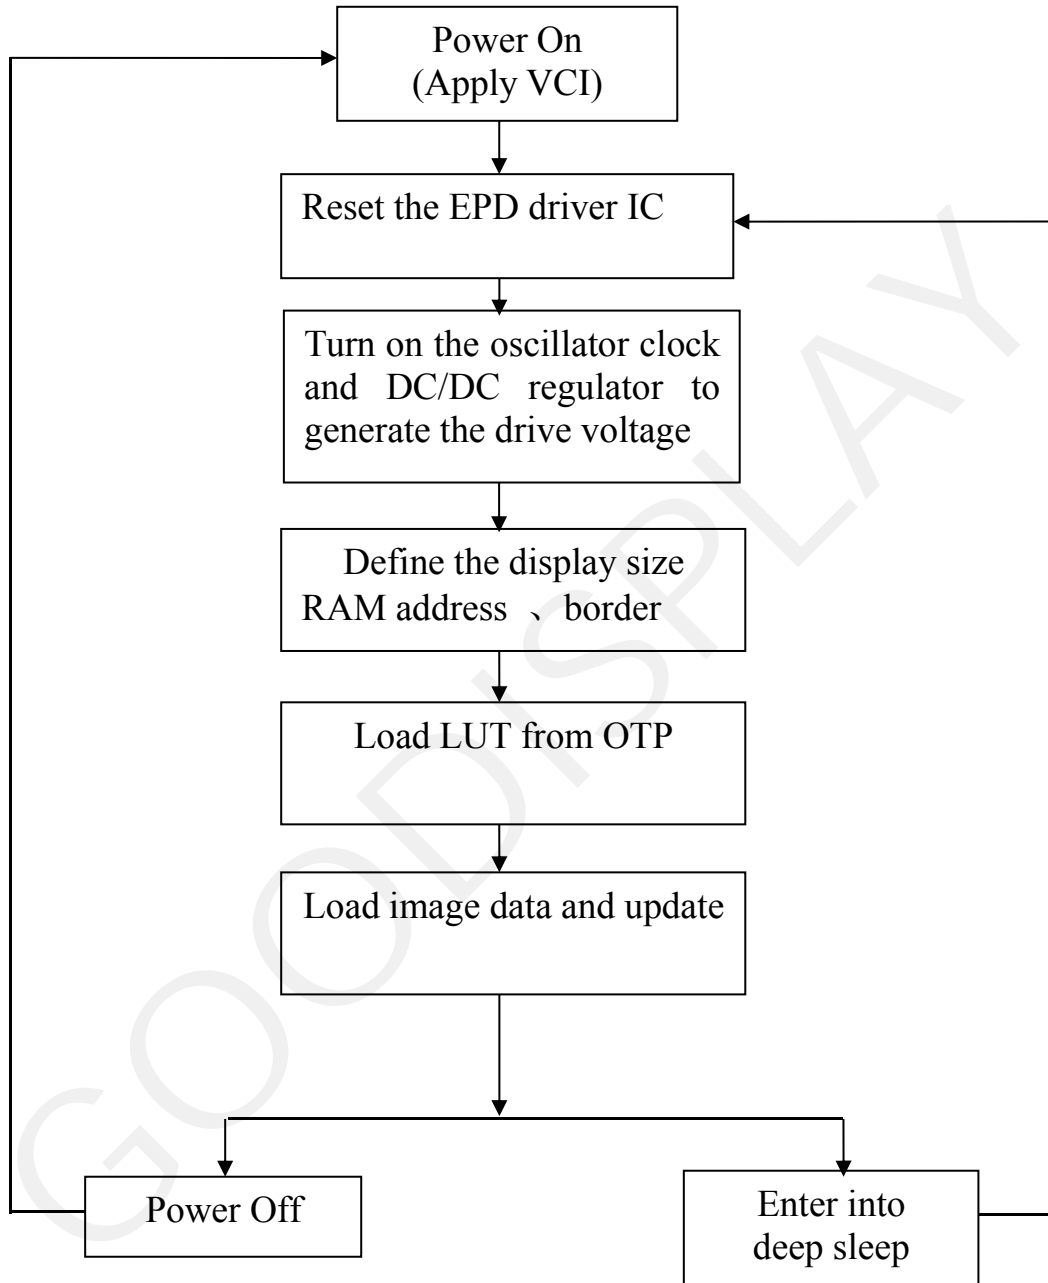 Power On
(Apply VCI)
Reset the EPD driver IC
Turn on the oscillator clock
and DC/DC regulator to
generate the drive voltage
Define the display size
RAM address 、border
Load LUT from OTP
Load image data and update
Power Off
Enter into
deep sleep
GOODISPLAY